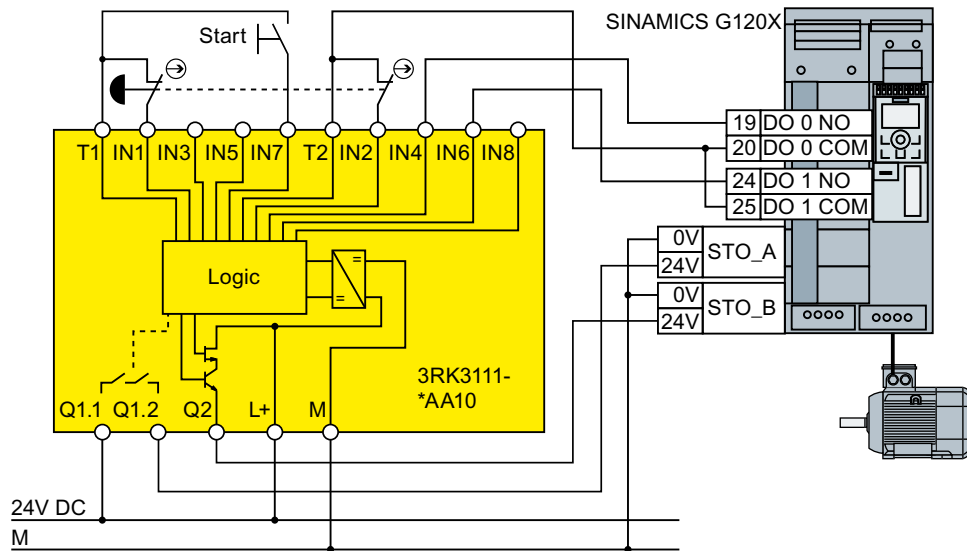 SINAMICS G120X
Start
19 DO 0 NO
20 DO 0 COM
24 DO 1 NO
25 DO 1 COM
T1 IN1 IN3 IN5 IN7 T2 IN2 IN4 IN6 IN8
0V
24V
STO_A
0V
24V
STO_B
Logic
=
=
3RK3111-
*AA10
Q1.1 Q1.2 Q2 L+ M
24V DC
M